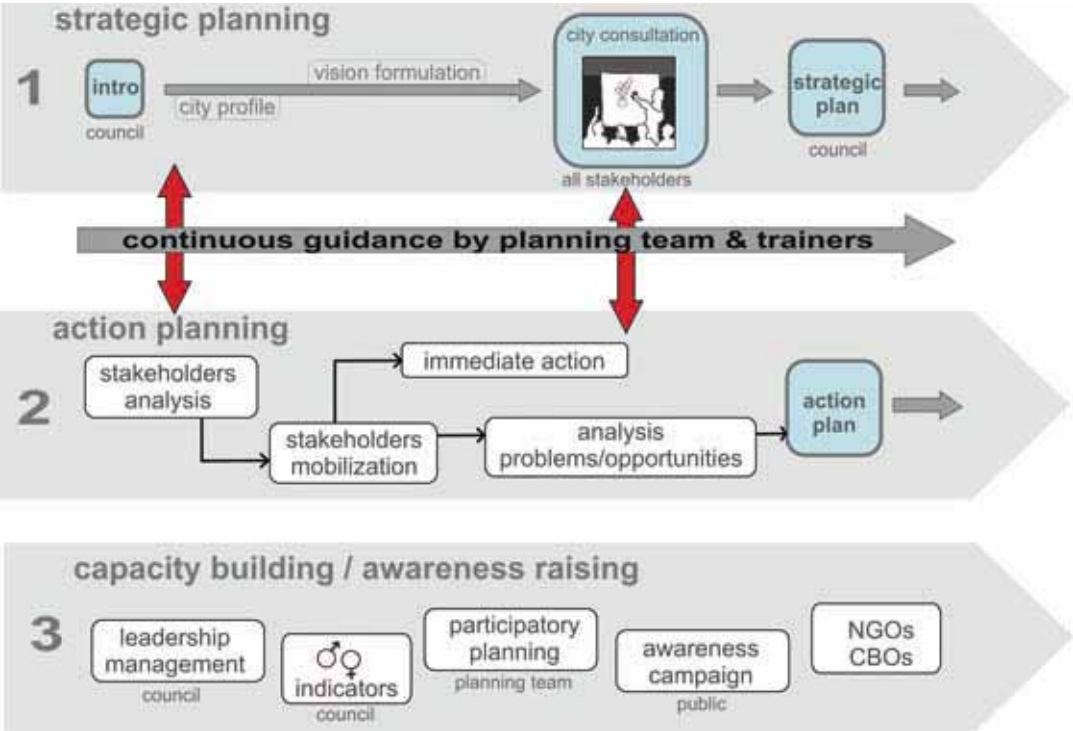 strategic planning
1
intro
council
city profile
vision formulation
city consultation
all stakeholders
strategic
plan
council
continuous guidance by planning team & trainers
action planning
2
stakeholders
analysis
stakeholders
mobilization
immediate action
analysis
problems/opportunities
action
plan
capacity building / awareness raising
3
leadership
management
council
♂♀
indicators
council
participatory
planning
planning team
awareness
campaign
public
NGOs
CBOs